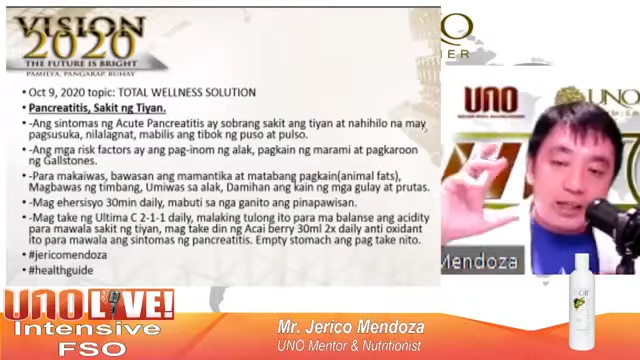 VISION
2020
THE FUTURE IS BRIGHT
PAMILYA, PANGARAP, BUHAY
• Oct 9, 2020 topic: TOTAL WELLNESS SOLUTION
• Pancreatitis, Sakit ng Tiyan.
• -Ang sintomas ng Acute Pancreatitis ay sobrang sakit ang tiyan at nahihilo na may pagsusuka, nilalagnat, mabilis ang tibok ng puso at pulso.
• -Ang mga risk factors ay ang pag-inom ng alak, pagkain ng marami at pagkaroon ng Gallstones.
• -Para makaiwas, bawasan ang mamantika at matabang pagkain(animal fats), Magbawas ng timbang, Umiwas sa alak, Damihan ang kain ng mga gulay at prutas.
• -Mag ehersisyo 30min daily, mabuti sa nga ganito ang pinapawisan.
• -Mag take ng Ultima C 2-1-1 daily, malaking tulong ito para ma balanse ang acidity para mawala sakit ng tiyan, mag take din ng Acai berry 30ml 2x daily anti oxidant ito para mawala ang sintomas ng pancreatitis. Empty stomach ang pag take nito.
• #jericomendoza
• #healthguide
UNO
UNO
Mendoza
UNO LIVE!
Intensive
FSO
Mr. Jerico Mendoza
UNO Mentor & Nutritionist